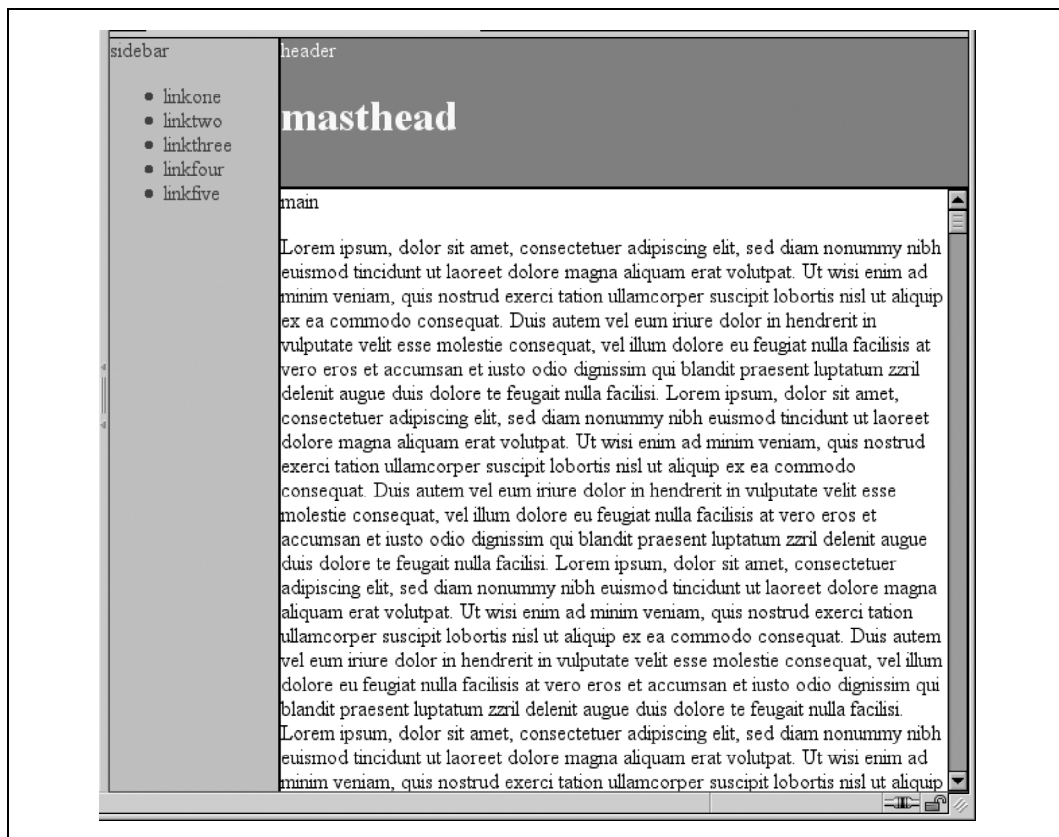 sidebar
linkone
linktwo
linkthree
linkfour
linkfive
header
masthead
main
Lorem ipsum, dolor sit amet, consectetuer adipiscing elit, sed diam nonummy nibh
euismod tincidunt ut laoreet dolore magna aliquam erat volutpat. Ut wisi enim ad
minim veniam, quis nostrud exerci tation ullamcorper suscipit lobortis nisl ut aliquip
ex ea commodo consequat. Duis autem vel eum iriure dolor in hendrerit in
vulputate velit esse molestie consequat, vel illum dolore eu feugiat nulla facilisis at
vero eros et accumsan et iusto odio dignissim qui blandit praesent luptatum zzril
delenit augue duis dolore te feugait nulla facilisi. Lorem ipsum, dolor sit amet,
consectetuer adipiscing elit, sed diam nonummy nibh euismod tincidunt ut laoreet
dolore magna aliquam erat volutpat. Ut wisi enim ad minim veniam, quis nostrud
exerci tation ullamcorper suscipit lobortis nisl ut aliquip ex ea commodo
consequat. Duis autem vel eum iriure dolor in hendrerit in vulputate velit esse
molestie consequat, vel illum dolore eu feugiat nulla facilisis at vero eros et
accumsan et iusto odio dignissim qui blandit praesent luptatum zzril delenit augue
duis dolore te feugait nulla facilisi. Lorem ipsum, dolor sit amet, consectetuer
adipiscing elit, sed diam nonummy nibh euismod tincidunt ut laoreet dolore magna
aliquam erat volutpat. Ut wisi enim ad minim veniam, quis nostrud exerci tation
ullamcorper suscipit lobortis nisl ut aliquip ex ea commodo consequat. Duis autem
vel eum iriure dolor in hendrerit in vulputate velit esse molestie consequat, vel illum
dolore eu feugiat nulla facilisis at vero eros et accumsan et iusto odio dignissim qui
blandit praesent luptatum zzril delenit augue duis dolore te feugait nulla facilisi.
Lorem ipsum, dolor sit amet, consectetuer adipiscing elit, sed diam nonummy nibh
euismod tincidunt ut laoreet dolore magna aliquam erat volutpat. Ut wisi enim ad
minim veniam, quis nostrud exerci tation ullamcorper suscipit lobortis nisl ut aliquip